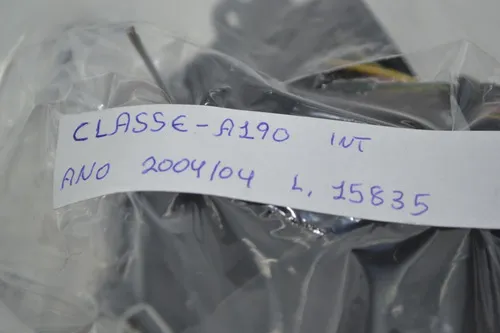 CLASSE-A190 INT
ANO 2004/04 L. 15835